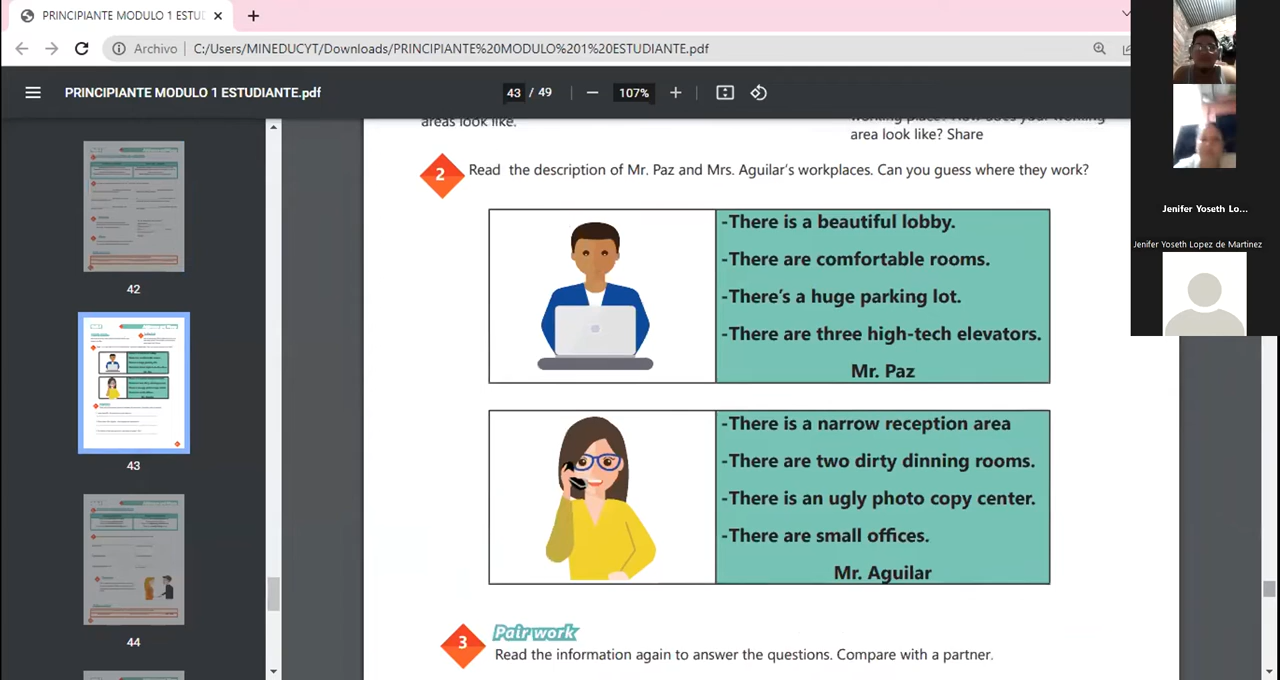 PRINCIPIANTE MODULO 1 ESTUD
Archivo
C:/Users/MINEDUCYT/Downloads/PRINCIPIANTE%20MODULO%201%20ESTUDIANTE.pdf
PRINCIPIANTE MODULO 1 ESTUDIANTE.pdf
43 / 49
107%
areas look like.
working place? How does your working
area look like? Share
2
Read the description of Mr. Paz and Mrs. Aguilar's workplaces. Can you guess where they work?
-There is a beautiful lobby.
-There are comfortable rooms.
-There's a huge parking lot.
-There are three high-tech elevators.
Mr. Paz
-There is a narrow reception area
-There are two dirty dinning rooms.
-There is an ugly photo copy center.
-There are small offices.
Mr. Aguilar
3
Pair work
Read the information again to answer the questions. Compare with a partner.
42
43
44
Jenifer Yoseth Lo...
Jenifer Yoseth Lopez de Martinez